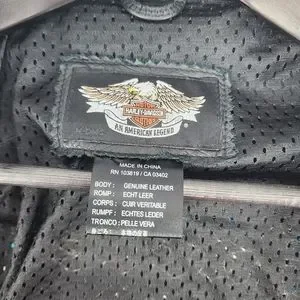 HARLEY-DAVIDSON
AN AMERICAN LEGEND
MADE IN CHINA
RN 103819 / CA 03402
BODY : GENUINE LEATHER
ROMP : ECHT LEER
CORPS : CUIR VERITABLE
RUMPF : ECHTES LEDER
TRONCO : PELLE VERA